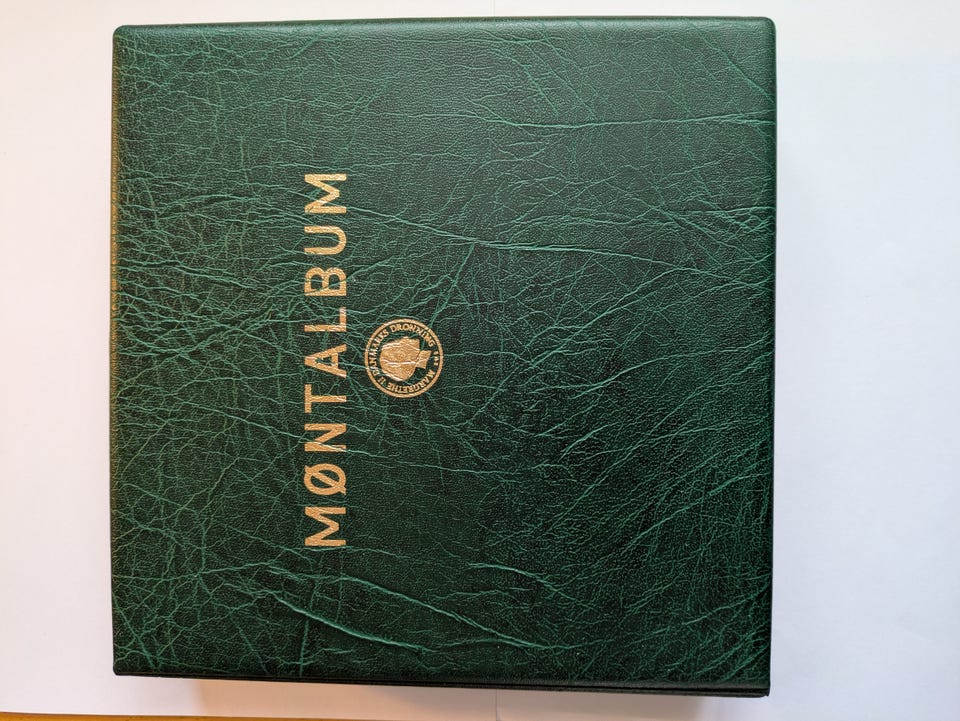 MØNTALBUM
MARGRETHE II DANMARKS DRONNING